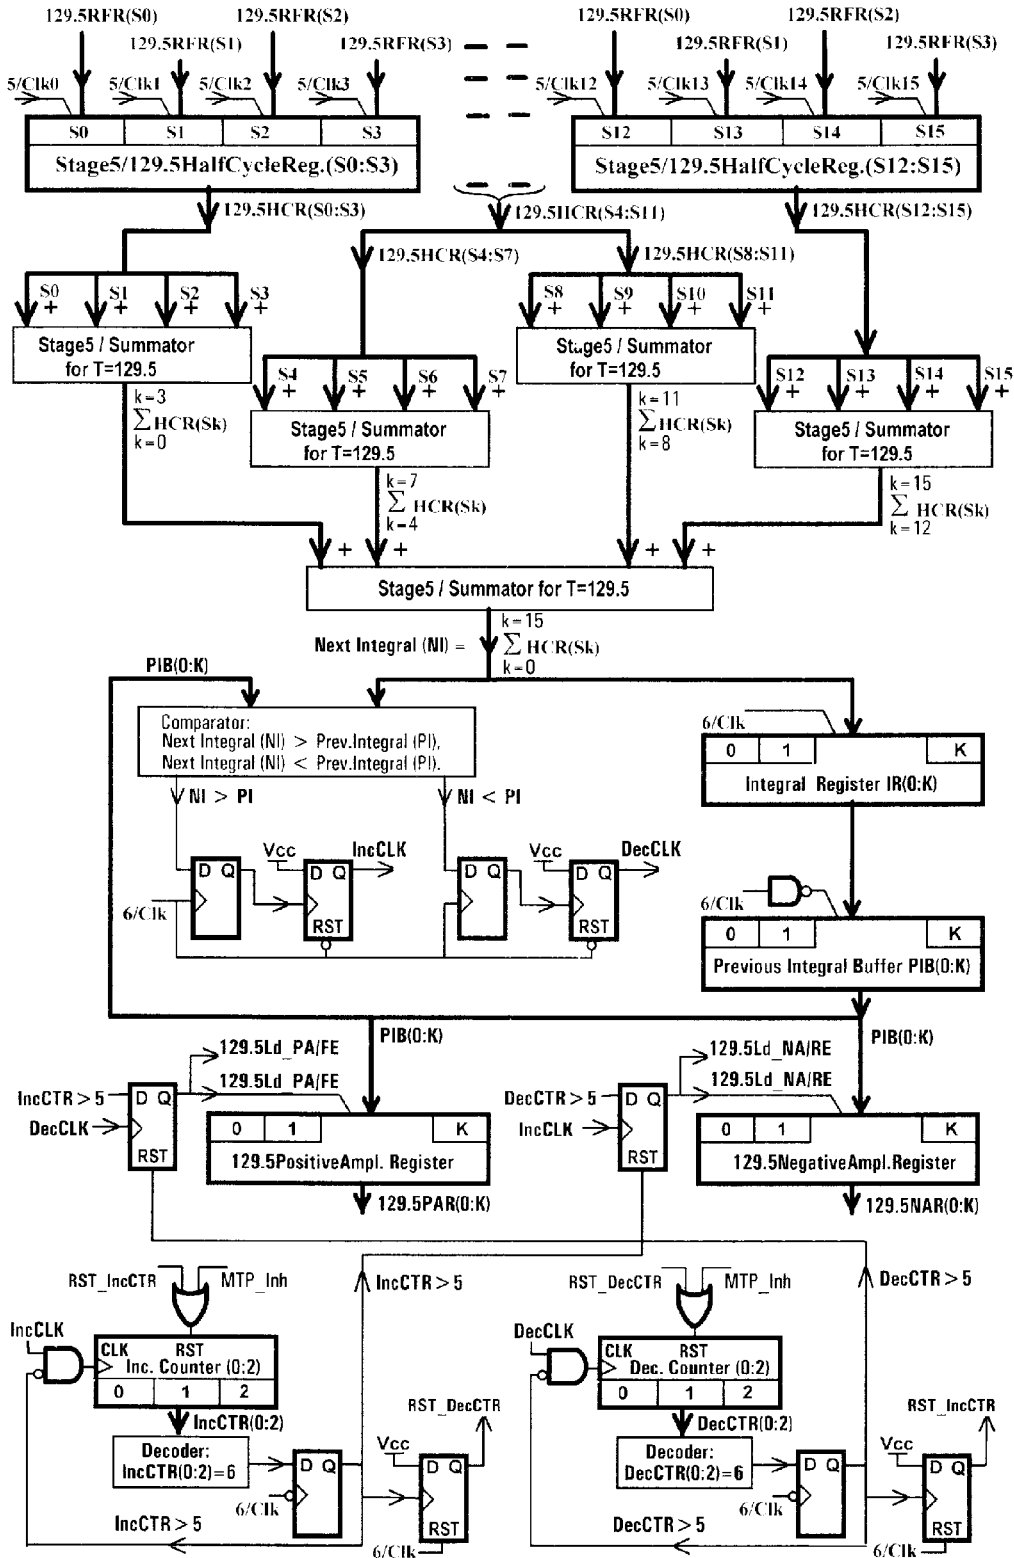 129.5RFR(S0)
129.5RFR(S1)
129.5RFR(S2)
129.5RFR(S3)
129.5RFR(S0)
129.5RFR(S1)
129.5RFR(S2)
129.5RFR(S3)
5/Clk0
5/Clk1
5/Clk2
5/Clk3
5/Clk12
5/Clk13
5/Clk14
5/Clk15
S0 S1 S2 S3
Stage5/129.5HalfCycleReg.(S0:S3)
S12 S13 S14 S15
Stage5/129.5HalfCycleReg.(S12:S15)
129.5HCR(S0:S3)
129.5HCR(S4:S11)
129.5HCR(S12:S15)
129.5HCR(S4:S7)
129.5HCR(S8:S11)
S0 S1 S2 S3
+ + + +
Stage5 / Summator
for T=129.5
S8 S9 S10 S11
+ + + +
Stage5 / Summator
for T=129.5
S4 S5 S6 S7
+ + + +
Stage5 / Summator
for T=129.5
S12 S13 S14 S15
+ + + +
Stage5 / Summator
for T=129.5
k=3
∑HCR(Sk)
k=0
k=7
∑ HCR(Sk)
k=4
k=11
∑HCR(Sk)
k=8
k=15
∑ HCR(Sk)
k=12
+ + + +
Stage5 / Summator for T=129.5
k=15
Next Integral (NI) = ∑ HCR(Sk)
k=0
PIB(0:K)
Comparator:
Next Integral (NI) > Prev.Integral (PI),
Next Integral (NI) < Prev.Integral (PI).
NI > PI
NI < PI
6/Clk
0 1 K
Integral Register IR(0:K)
Vcc
IncCLK
D Q
D Q
RST
6/Clk
Vcc
DecCLK
D Q
D Q
RST
6/Clk
0 1 K
Previous Integral Buffer PIB(0:K)
PIB(0:K)
PIB(0:K)
129.5Ld_PA/FE
129.5Ld_PA/FE
IncCTR>5
DecCLK
D Q
RST
0 1 K
129.5PositiveAmpl. Register
129.5PAR(0:K)
129.5Ld_NA/RE
129.5Ld_NA/RE
DecCTR>5
IncCLK
D Q
RST
0 1 K
129.5NegativeAmpl.Register
129.5NAR(0:K)
RST_IncCTR
MTP_Inh
IncCTR>5
RST_DecCTR
MTP_Inh
DecCTR>5
IncCLK
CLK RST
Inc. Counter (0:2)
0 1 2
IncCTR(0:2)
Decoder:
IncCTR(0:2)=6
D Q
6/Clk
IncCTR>5
RST_DecCTR
Vcc
D Q
RST
6/Clk
DecCLK
CLK RST
Dec. Counter (0:2)
0 1 2
DecCTR(0:2)
Decoder:
DecCTR(0:2)=6
D Q
6/Clk
DecCTR>5
RST_IncCTR
Vcc
D Q
RST
6/Clk